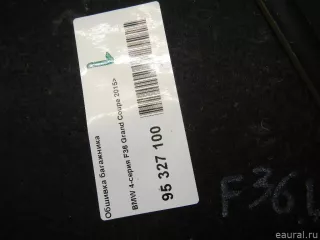 Обшивка багажника
BMW 4-серия F36 Grand Coupe 2015>
95 327 100
L
F36 L
eaural.ru